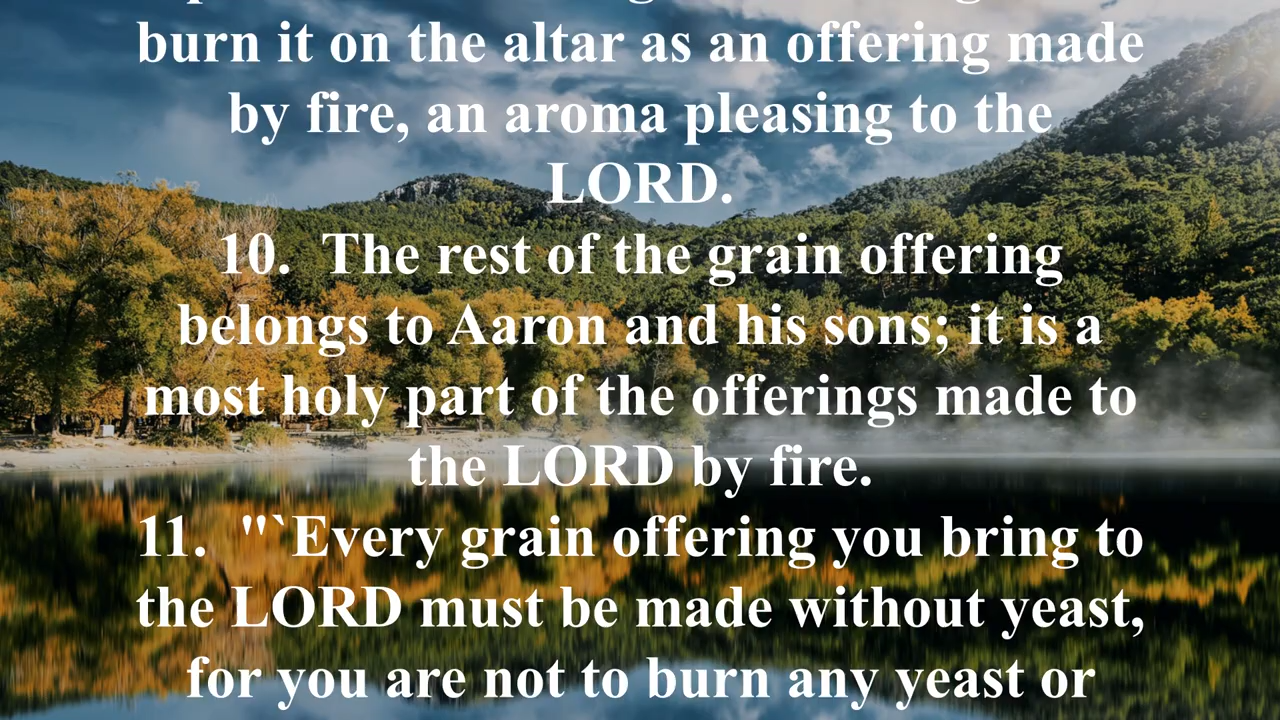 burn it on the altar as an offering made
by fire, an aroma pleasing to the
LORD.
10. The rest of the grain offering
belongs to Aaron and his sons; it is a
most holy part of the offerings made to
the LORD by fire.
11. "`Every grain offering you bring to
the LORD must be made without yeast,
for you are not to burn any yeast or